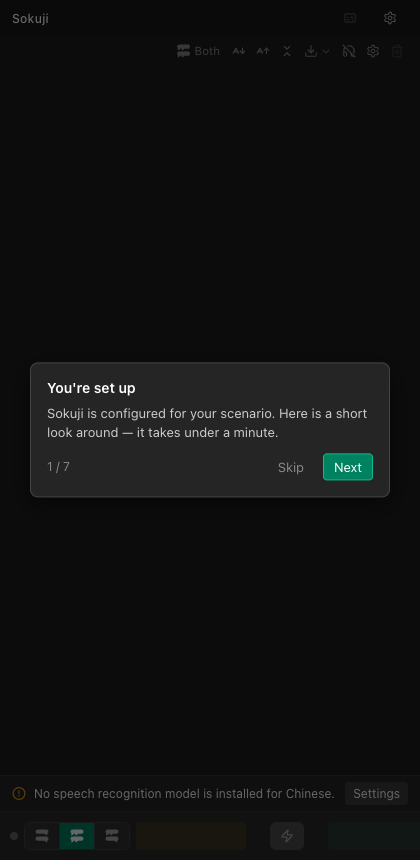 Sokuji
Both
You're set up
Sokuji is configured for your scenario. Here is a short
look around — it takes under a minute.
1 / 7
Skip
Next
No speech recognition model is installed for Chinese.
Settings